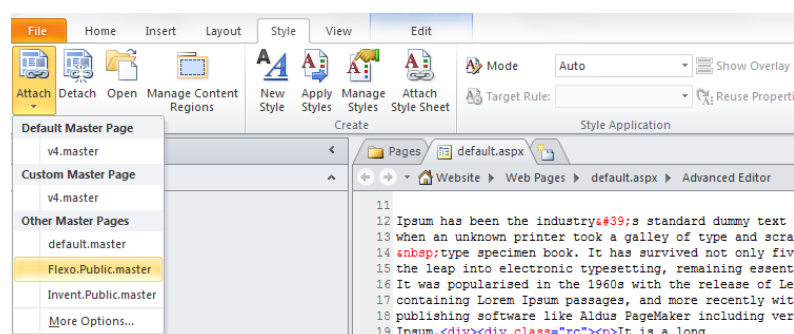 File Home Insert Layout Style View Edit
Attach Detach Open Manage Content Regions New Style Apply Styles Manage Styles Attach Style Sheet Mode Auto Show Overlay
Target Rule: Reuse Properti
Create Style Application
Default Master Page
v4.master
Custom Master Page
v4.master
Other Master Pages
default.master
Flexo.Public.master
Invent.Public.master
More Options...
Pages default.aspx
Website Web Pages default.aspx Advanced Editor
11
12 Ipsum has been the industry&#39;s standard dummy text
13 when an unknown printer took a galley of type and scra
14 &nbsp;type specimen book. It has survived not only fiv
15 the leap into electronic typesetting, remaining essent
16 It was popularised in the 1960s with the release of Le
17 containing Lorem Ipsum passages, and more recently wit
18 publishing software like Aldus PageMaker including ver
19 Ipsum.<div><div class="rc"><p>It is a long